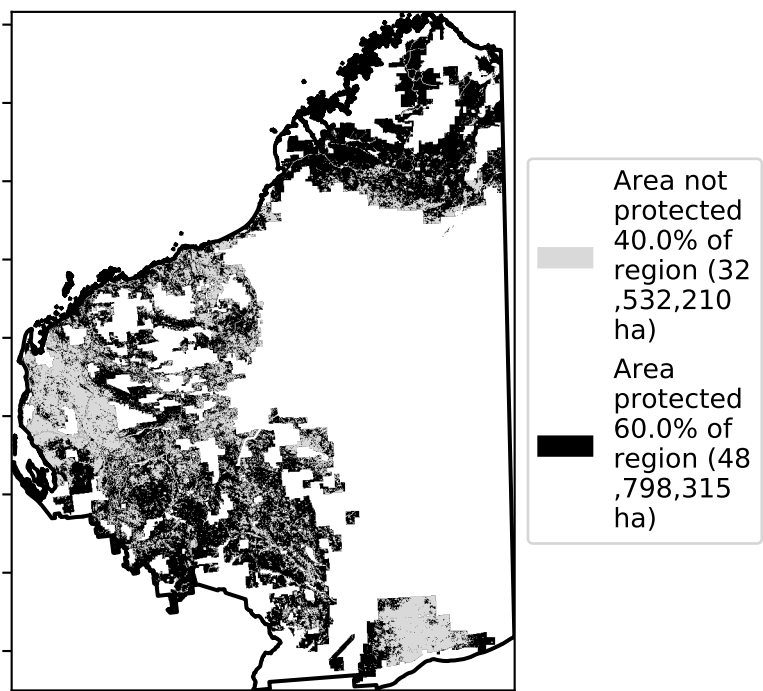 Area not
protected
40.0% of
region (32
,532,210
ha)
Area
protected
60.0% of
region (48
,798,315
ha)